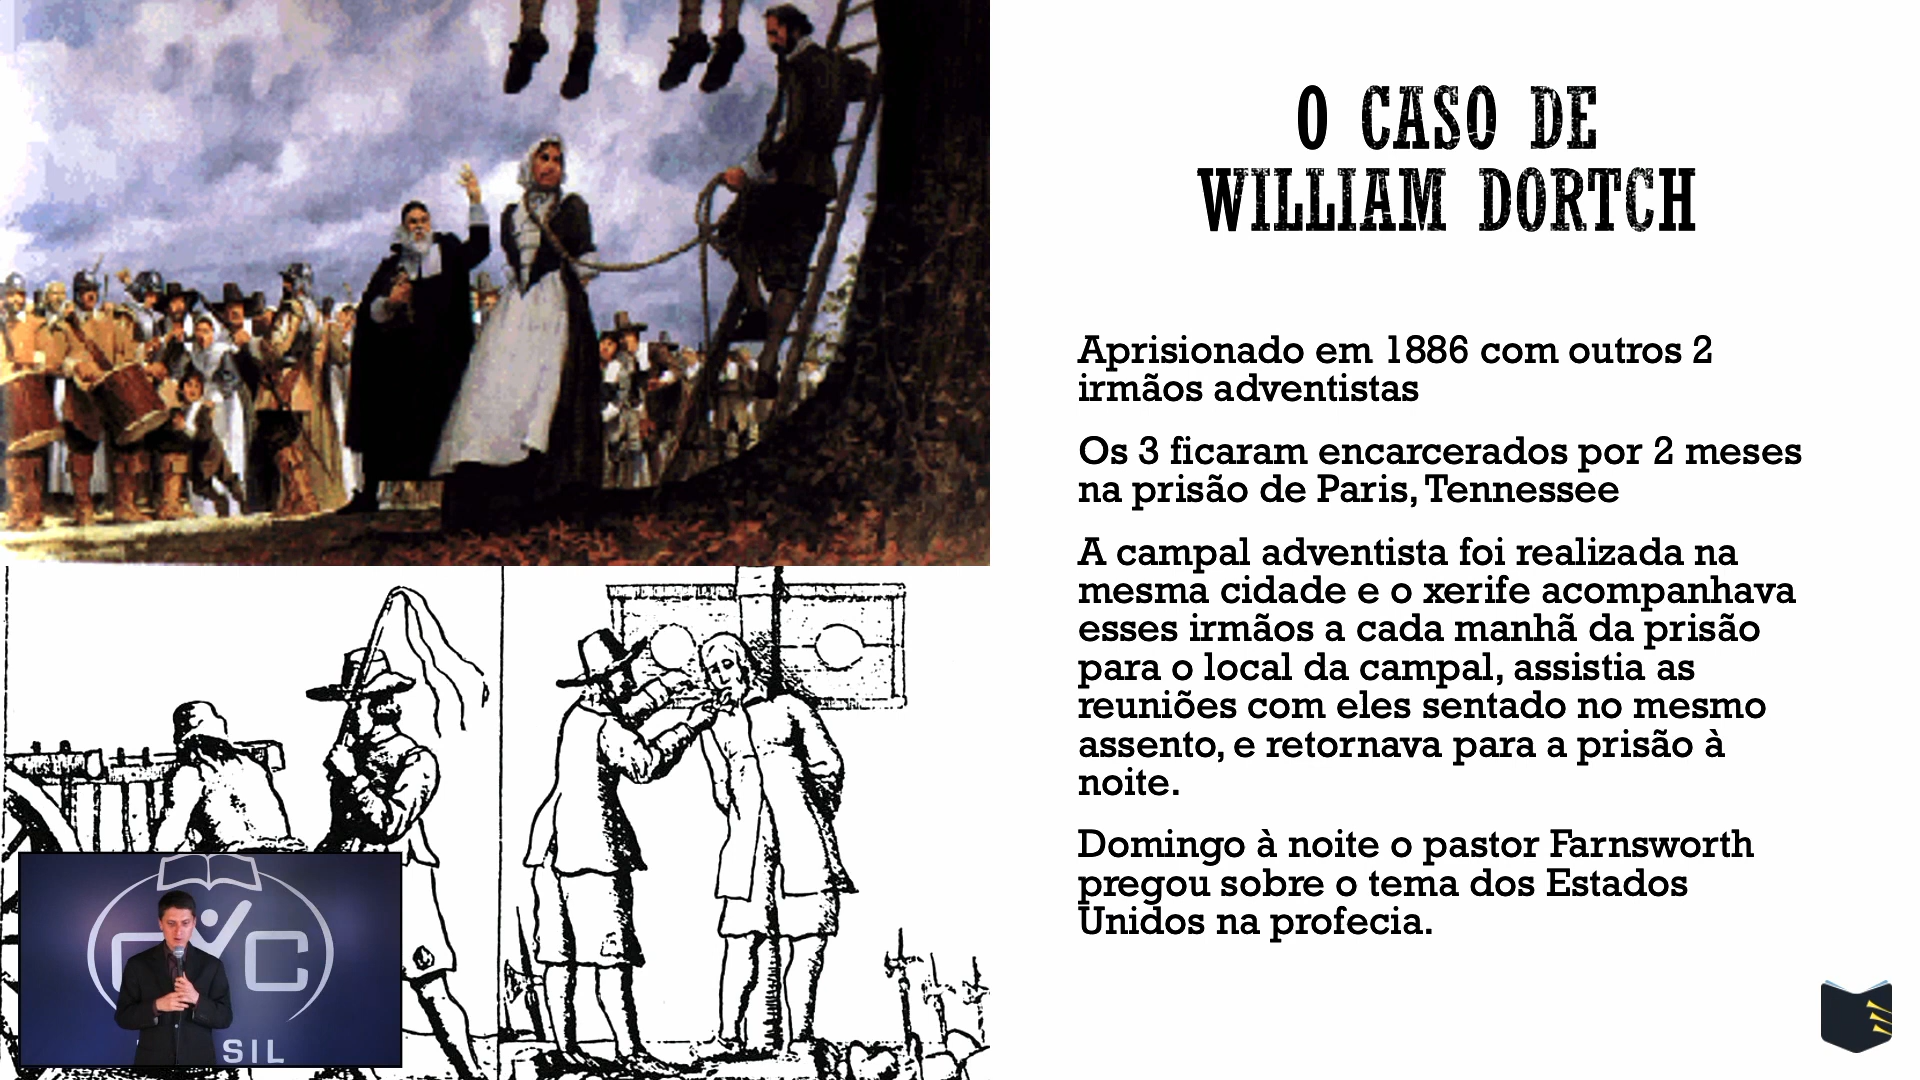 O CASO DE
WILLIAM DORTCH
Aprisionado em 1886 com outros 2
irmãos adventistas
Os 3 ficaram encarcerados por 2 meses
na prisão de Paris, Tennessee
A campal adventista foi realizada na
mesma cidade e o xerife acompanhava
esses irmãos a cada manhã da prisão
para o local da campal, assistia as
reuniões com eles sentado no mesmo
assento, e retornava para a prisão à
noite.
Domingo à noite o pastor Farnsworth
pregou sobre o tema dos Estados
Unidos na profecia.